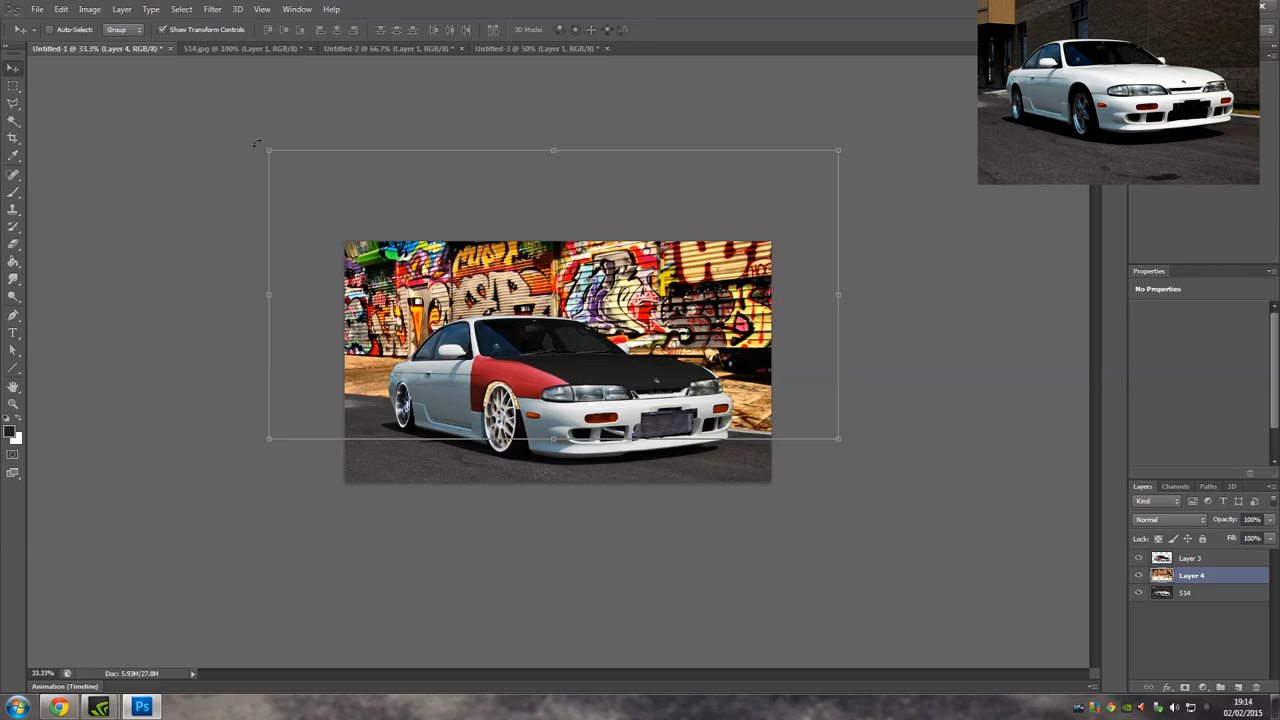 Ps File Edit Image Layer Type Select Filter 3D View Window Help
Auto-Select: Group Show Transform Controls 3D Mode:
Untitled-1 @ 33.3% (Layer 4, RGB/8) * × S14.jpg @ 100% (Layer 1, RGB/8) * × Untitled-2 @ 66.7% (Layer 1, RGB/8) * × Untitled-3 @ 50% (Layer 1, RGB/8) * ×
Properties
No Properties
Layers Channels Paths 3D
Kind
Normal Opacity: 100%
Lock: Fill: 100%
Layer 3
Layer 4
S14
33.33% Doc: 5.93M/27.8M
Animation (Timeline)
Ps
19:14
02/02/2015